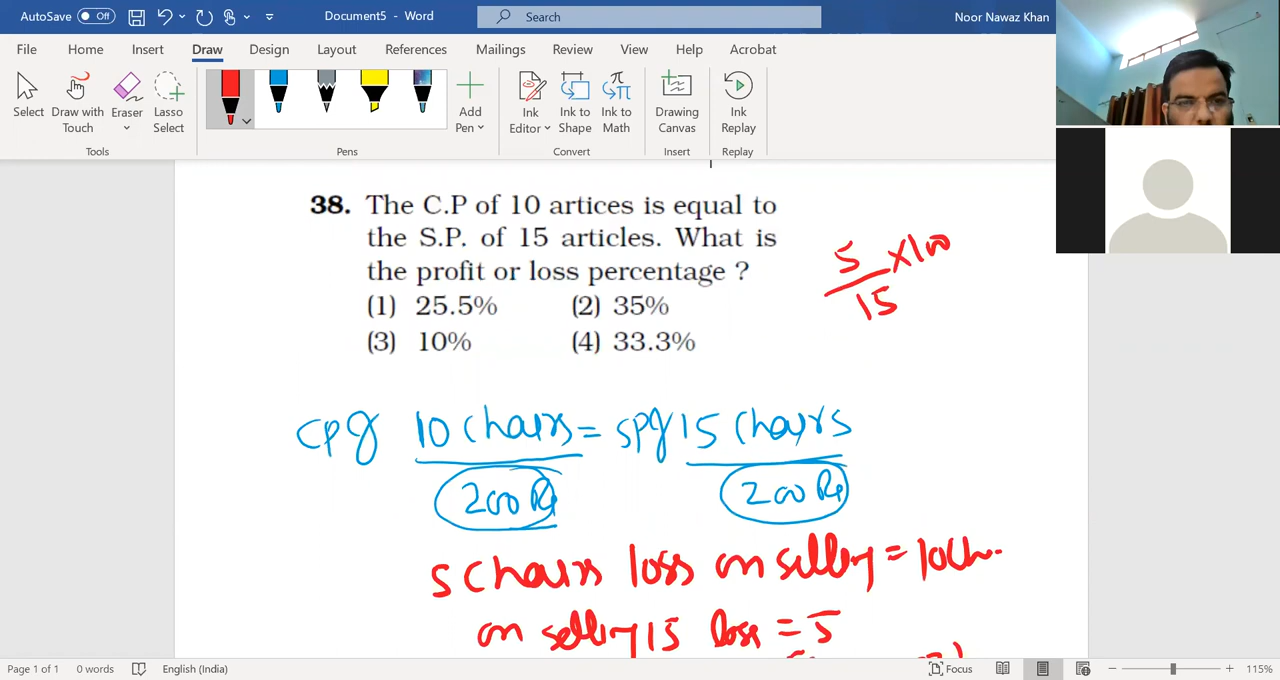 AutoSave Off Document5 - Word Search Noor Nawaz Khan
File Home Insert Draw Design Layout References Mailings Review View Help Acrobat
Select Draw with Touch Eraser Lasso Select Add Pen Ink Editor Ink to Shape Ink to Math Drawing Canvas Ink Replay
Tools Pens Convert Insert Replay
38. The C.P of 10 artices is equal to
the S.P. of 15 articles. What is
the profit or loss percentage ?
(1) 25.5% (2) 35%
(3) 10% (4) 33.3%
5/15 ×100
CP of 10 chairs = SP of 15 chairs
200 Rs 200 Rs
5 chairs loss on selling = 10ch.
on selling 15 loss = 5
Page 1 of 1 0 words English (India) Focus 115%